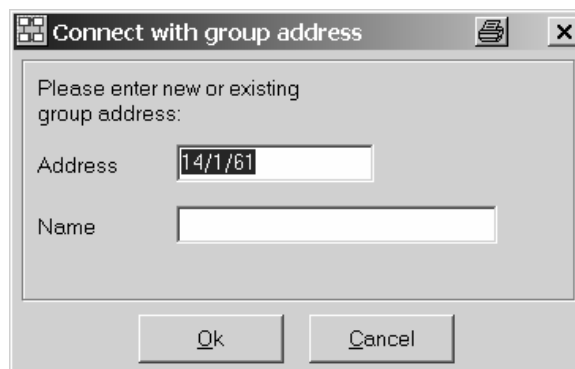 Connect with group address
Please enter new or existing
group address:
Address 14/1/61
Name
Ok Cancel